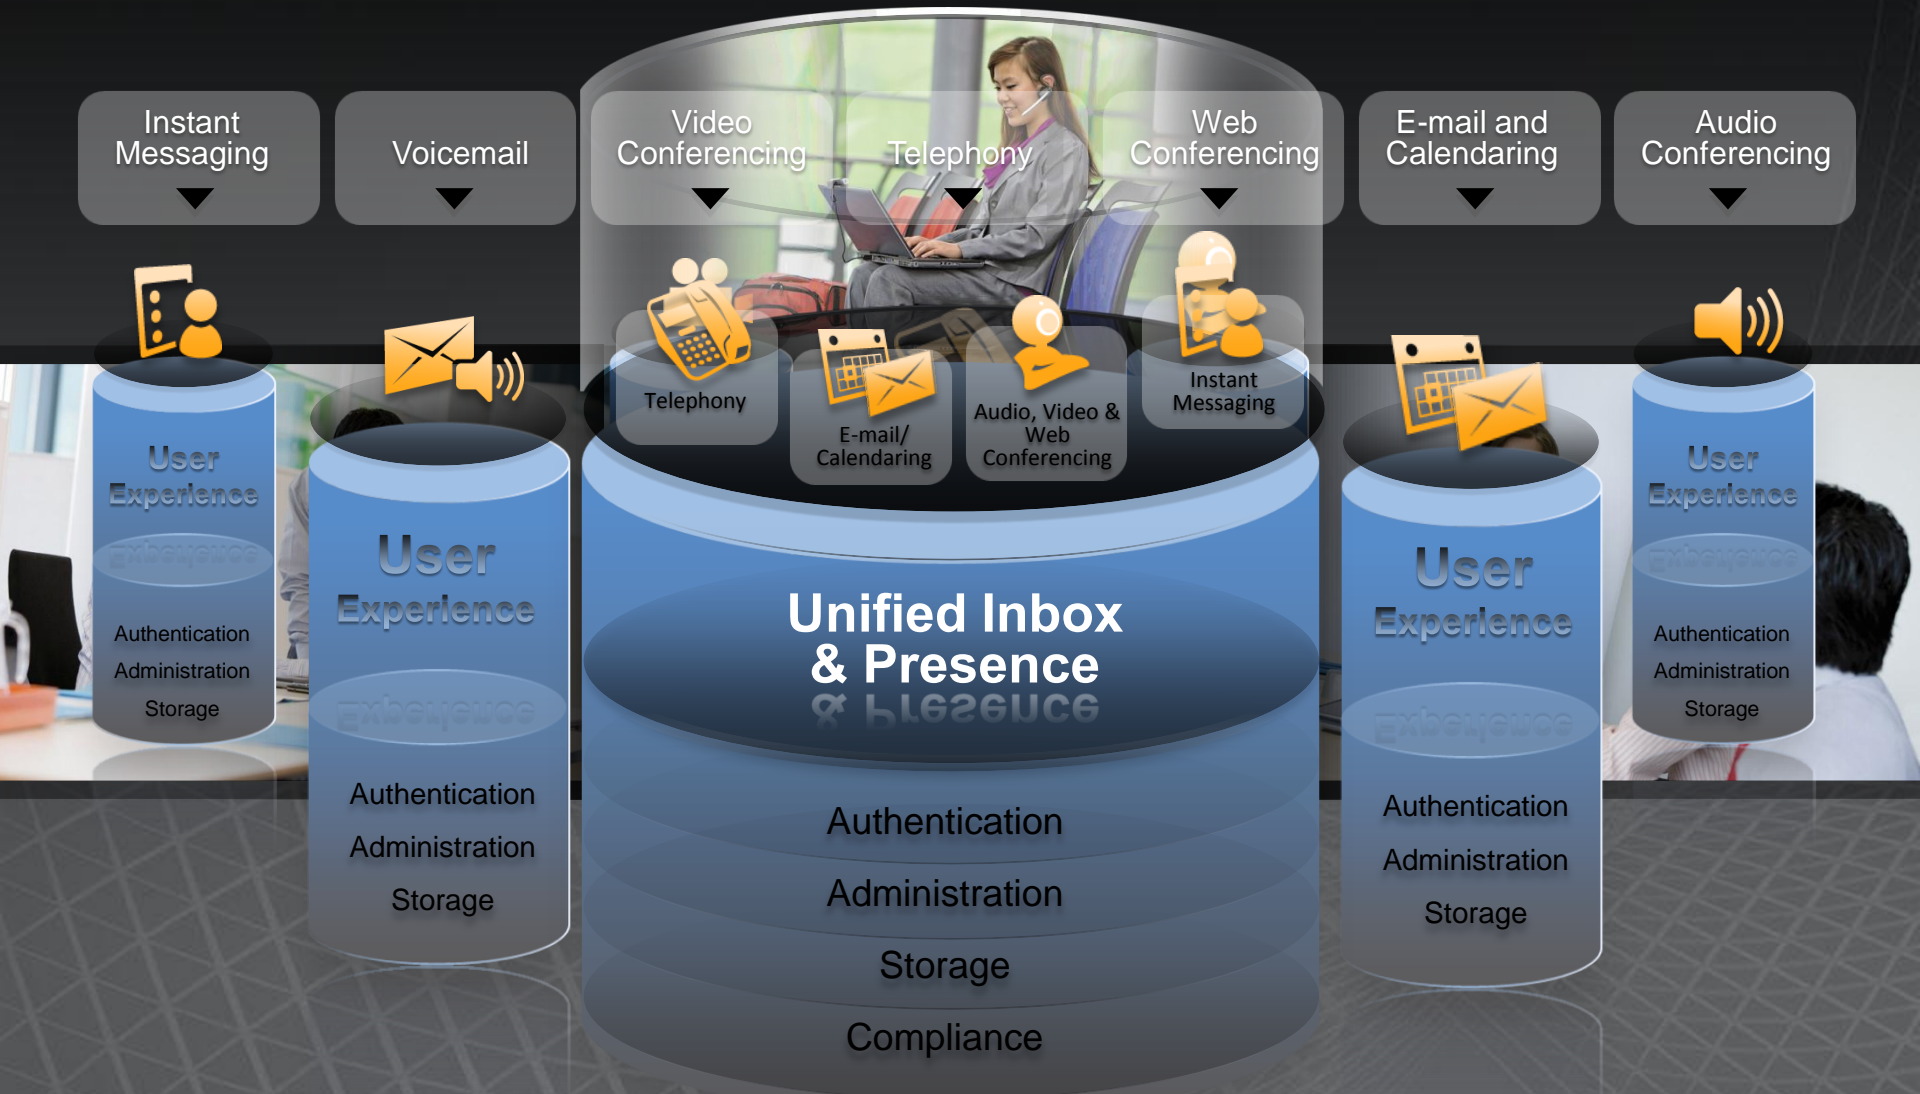 Instant
Messaging
Voicemail
Video
Conferencing
Telephony
Web
Conferencing
E-mail and
Calendaring
Audio
Conferencing
Telephony
E-mail/
Calendaring
Audio, Video &
Web
Conferencing
Instant
Messaging
User
Experience
Authentication
Administration
Storage
User
Experience
Authentication
Administration
Storage
Unified Inbox
& Presence
Authentication
Administration
Storage
Compliance
User
Experience
Authentication
Administration
Storage
User
Experience
Authentication
Administration
Storage